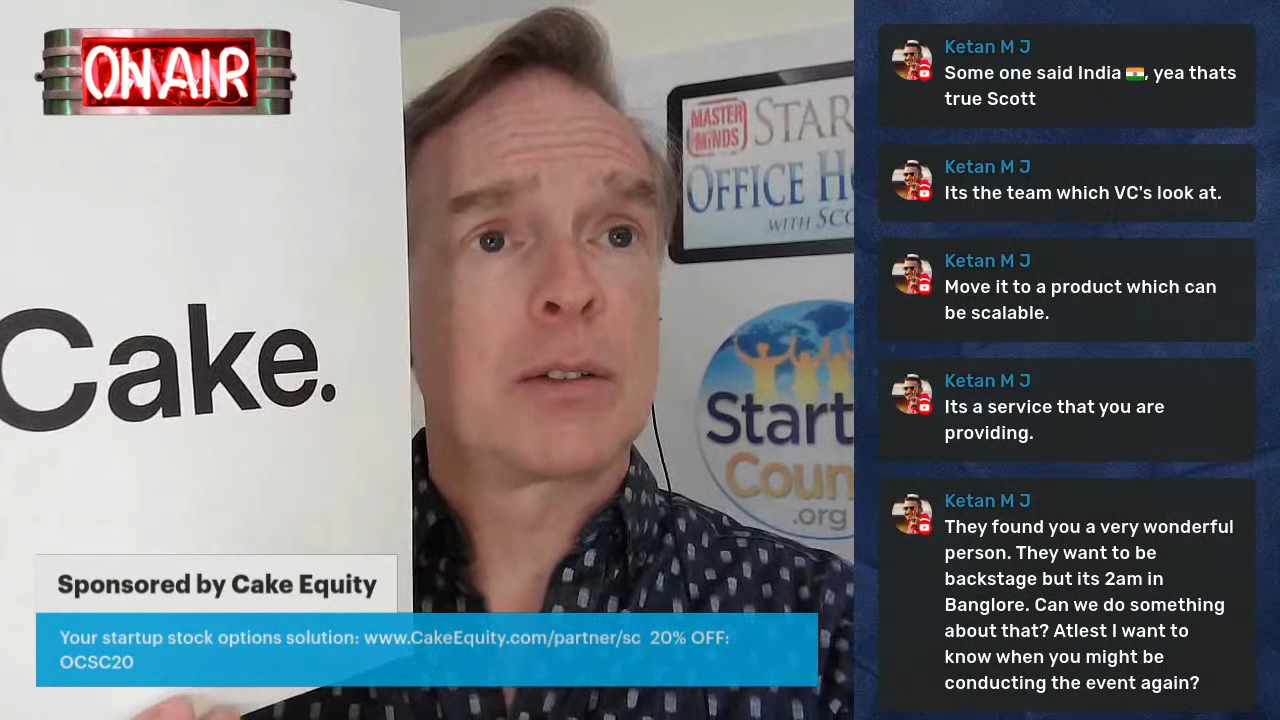 ON AIR
Cake.
MASTER
MINDS
STAR
OFFICE HO
WITH SCO
Start
Coun
.org
Sponsored by Cake Equity
Your startup stock options solution: www.CakeEquity.com/partner/sc 20% OFF:
OCSC20
Ketan M J
Some one said India 🇮🇳, yea thats
true Scott
Ketan M J
Its the team which VC's look at.
Ketan M J
Move it to a product which can
be scalable.
Ketan M J
Its a service that you are
providing.
Ketan M J
They found you a very wonderful
person. They want to be
backstage but its 2am in
Banglore. Can we do something
about that? Atlest I want to
know when you might be
conducting the event again?